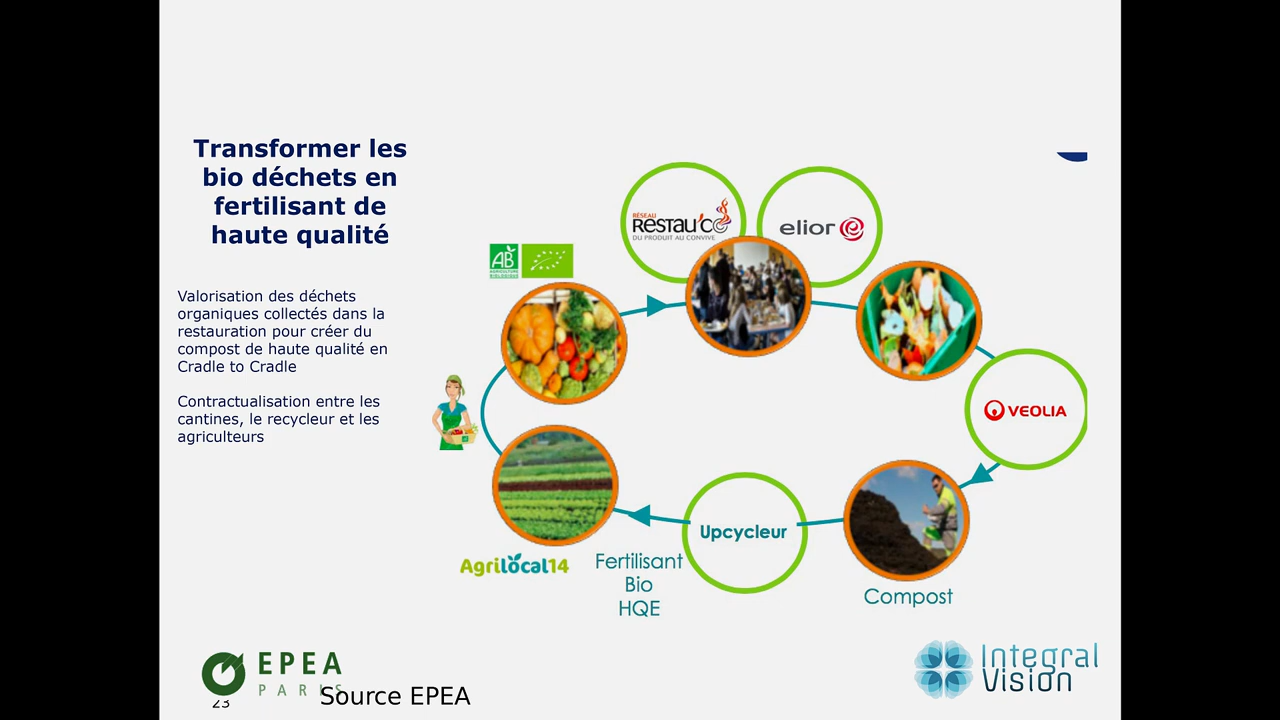 Transformer les
bio déchets en
fertilisant de
haute qualité
Valorisation des déchets
organiques collectés dans la
restauration pour créer du
compost de haute qualité en
Cradle to Cradle
Contractualisation entre les
cantines, le recycleur et les
agriculteurs
RÉSEAU
RESTAU'CO
DU PRODUIT AU CONVIVE
elior
AB
AGRICULTURE
BIOLOGIQUE
VEOLIA
Upcycleur
Agrilocal14
Fertilisant
Bio
HQE
Compost
EPEA
PARIS
23
Source EPEA
Integral
Vision